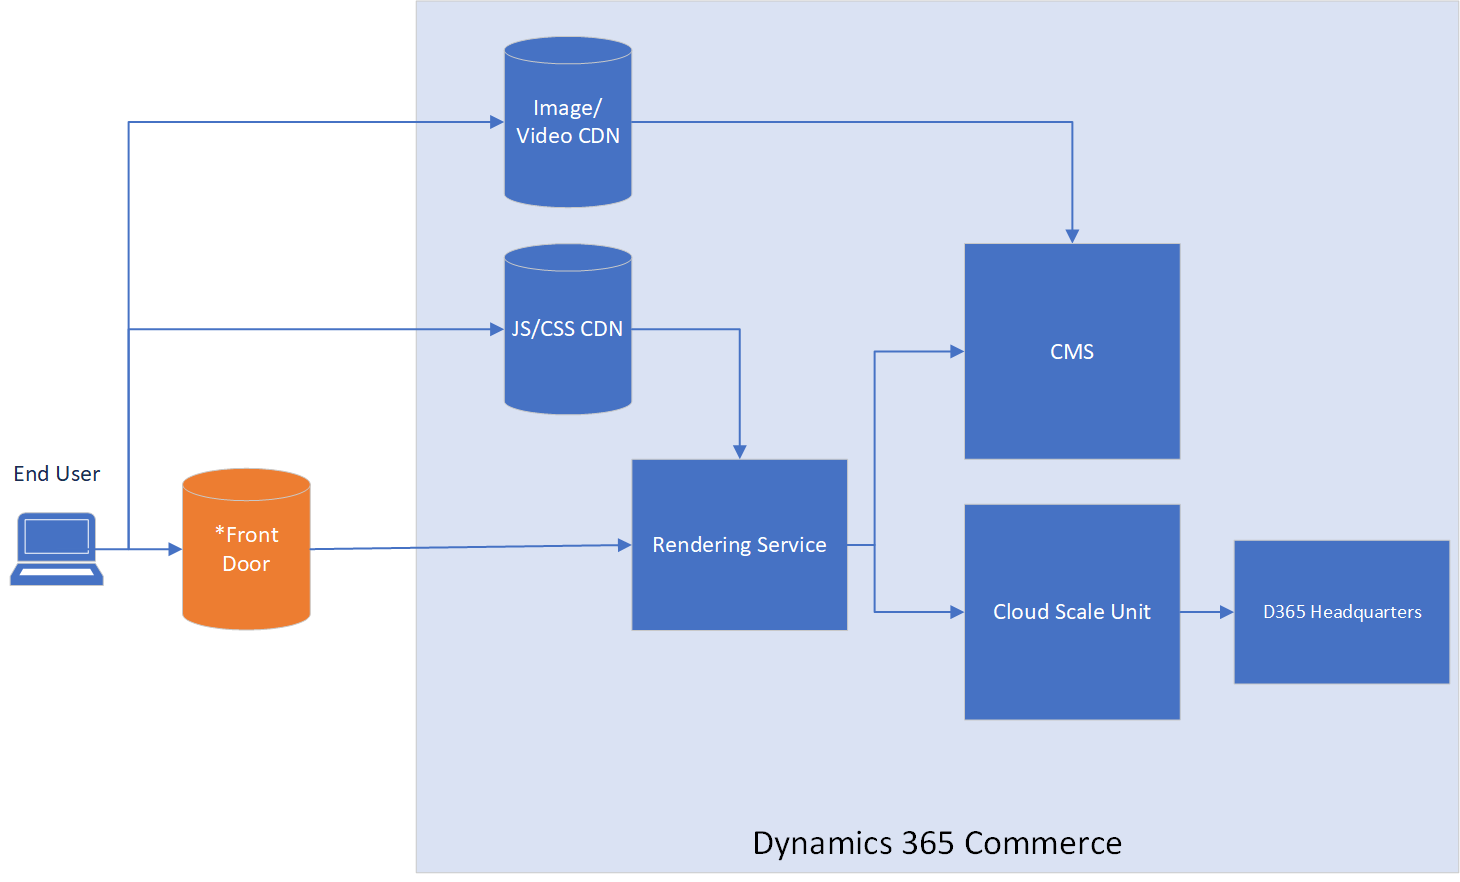 Image/
Video CDN
JS/CSS CDN
CMS
End User
*Front
Door
Rendering Service
Cloud Scale Unit
D365 Headquarters
Dynamics 365 Commerce